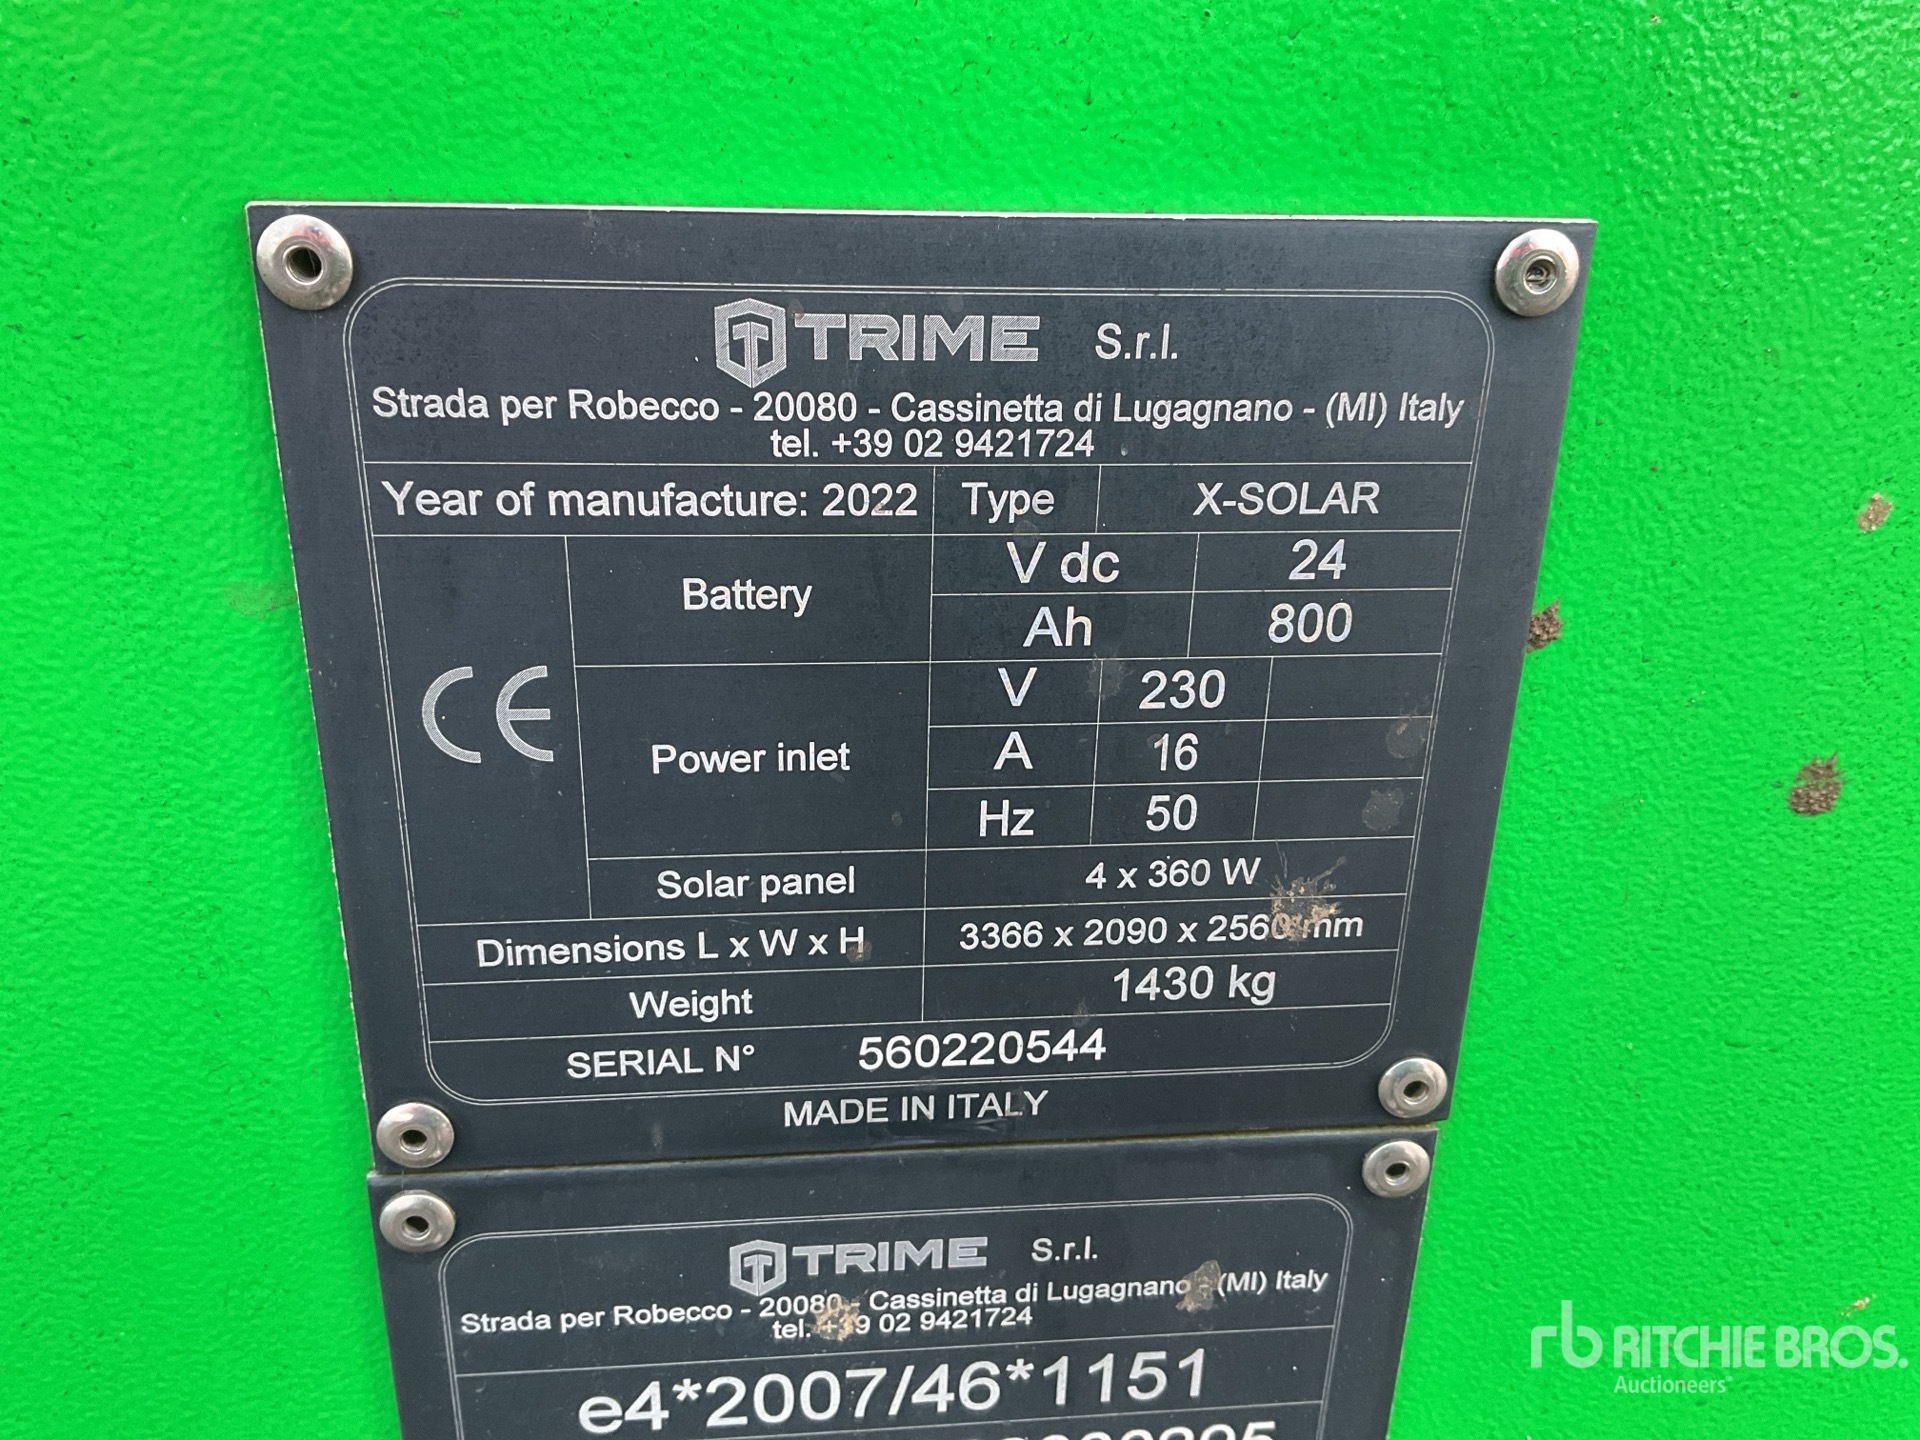 TRIME S.r.l.
Strada per Robecco - 20080 - Cassinetta di Lugagnano - (MI) Italy
tel. +39 02 9421724
Year of manufacture: 2022 Type X-SOLAR
CE
Battery
V dc 24
Ah 800
Power inlet
V 230
A 16
Hz 50
Solar panel 4 x 360 W
Dimensions L x W x H 3366 x 2090 x 2560 mm
Weight 1430 kg
SERIAL N° 560220544
MADE IN ITALY
TRIME S.r.l.
Strada per Robecco - 20080 - Cassinetta di Lugagnano - (MI) Italy
tel. +39 02 9421724
e4*2007/46*1151
rb RITCHIE BROS.
Auctioneers